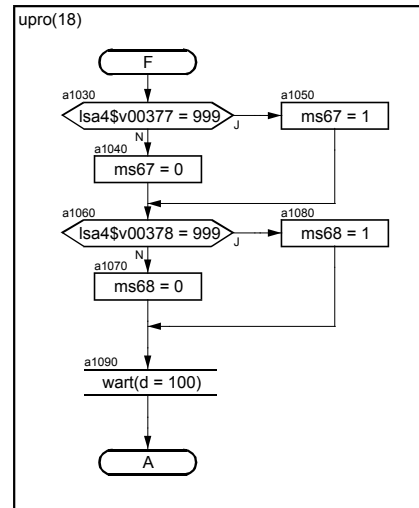 upro(18)
F
a1030
lsa4$v00377 = 999
J
N
a1050
ms67 = 1
a1040
ms67 = 0
a1060
lsa4$v00378 = 999
J
N
a1080
ms68 = 1
a1070
ms68 = 0
a1090
wart(d = 100)
A